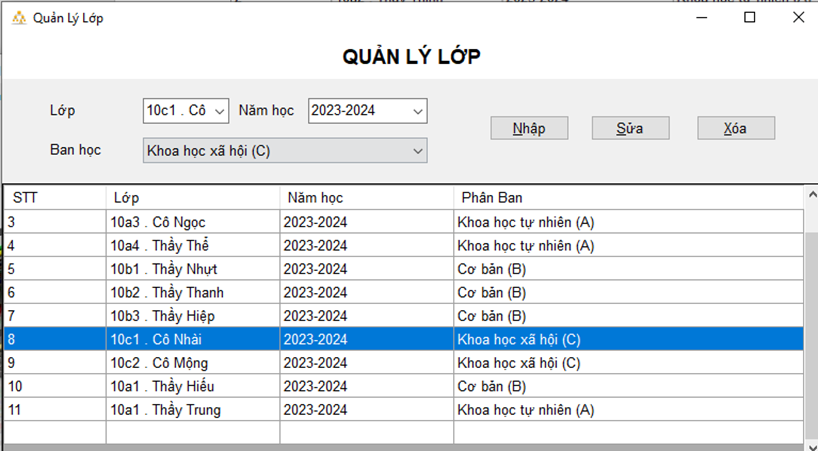 Quản Lý Lớp
QUẢN LÝ LỚP
Lớp 10c1 . Cô Năm học 2023-2024
Nhập Sửa Xóa
Ban học Khoa học xã hội (C)
STT Lớp Năm học Phân Ban
3 10a3 . Cô Ngọc 2023-2024 Khoa học tự nhiên (A)
4 10a4 . Thầy Thể 2023-2024 Khoa học tự nhiên (A)
5 10b1 . Thầy Nhựt 2023-2024 Cơ bản (B)
6 10b2 . Thầy Thanh 2023-2024 Cơ bản (B)
7 10b3 . Thầy Hiệp 2023-2024 Cơ bản (B)
8 10c1 . Cô Nhài 2023-2024 Khoa học xã hội (C)
9 10c2 . Cô Mộng 2023-2024 Khoa học xã hội (C)
10 10a1 . Thầy Hiếu 2023-2024 Cơ bản (B)
11 10a1 . Thầy Trung 2023-2024 Khoa học tự nhiên (A)